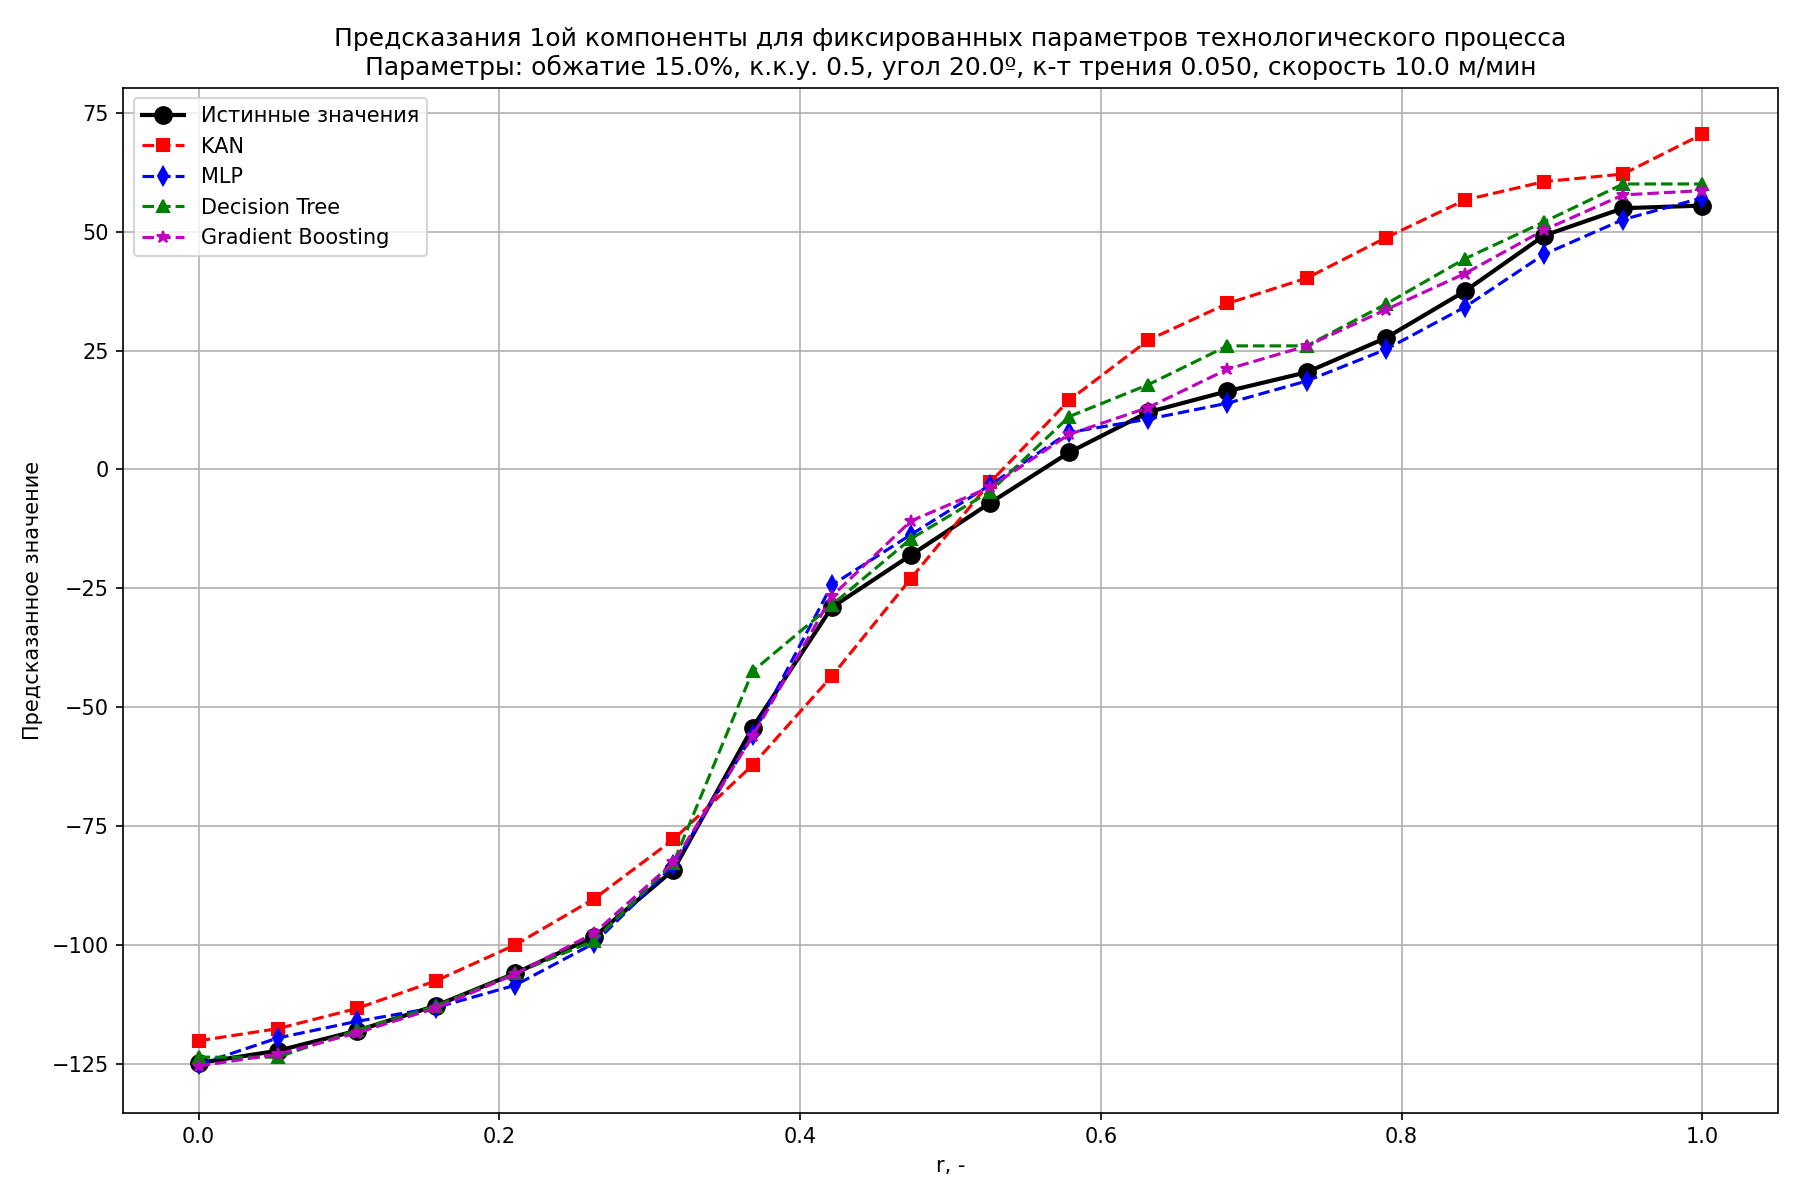 Предсказания 1ой компоненты для фиксированных параметров технологического процесса
Параметры: обжатие 15.0%, к.к.у. 0.5, угол 20.0º, к-т трения 0.050, скорость 10.0 м/мин
Истинные значения
KAN
MLP
Decision Tree
Gradient Boosting
Предсказанное значение
75
50
25
0
−25
−50
−75
−100
−125
0.0
0.2
0.4
0.6
0.8
1.0
r, -